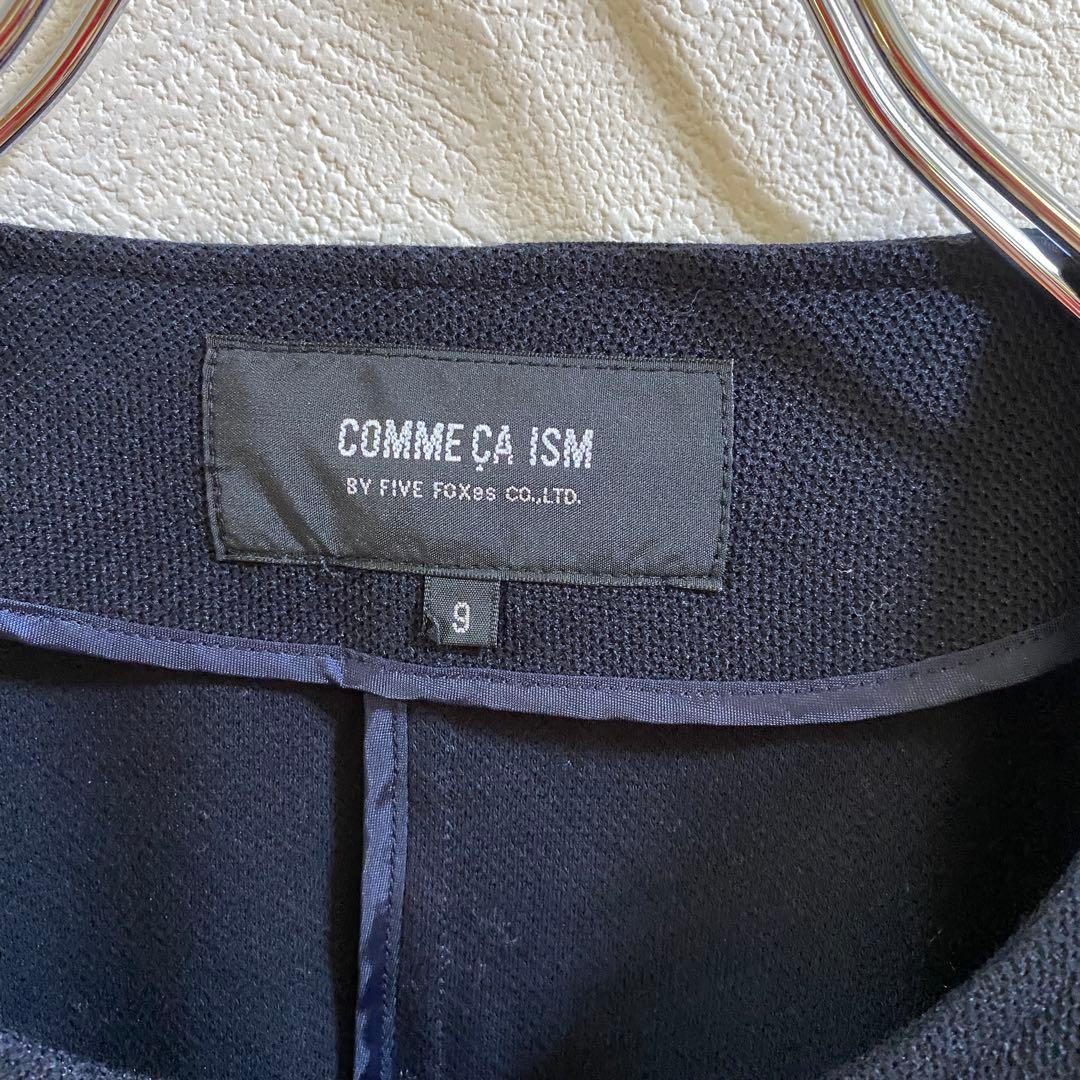 COMME ÇA ISM
BY FIVE FOXes CO.,LTD.
9